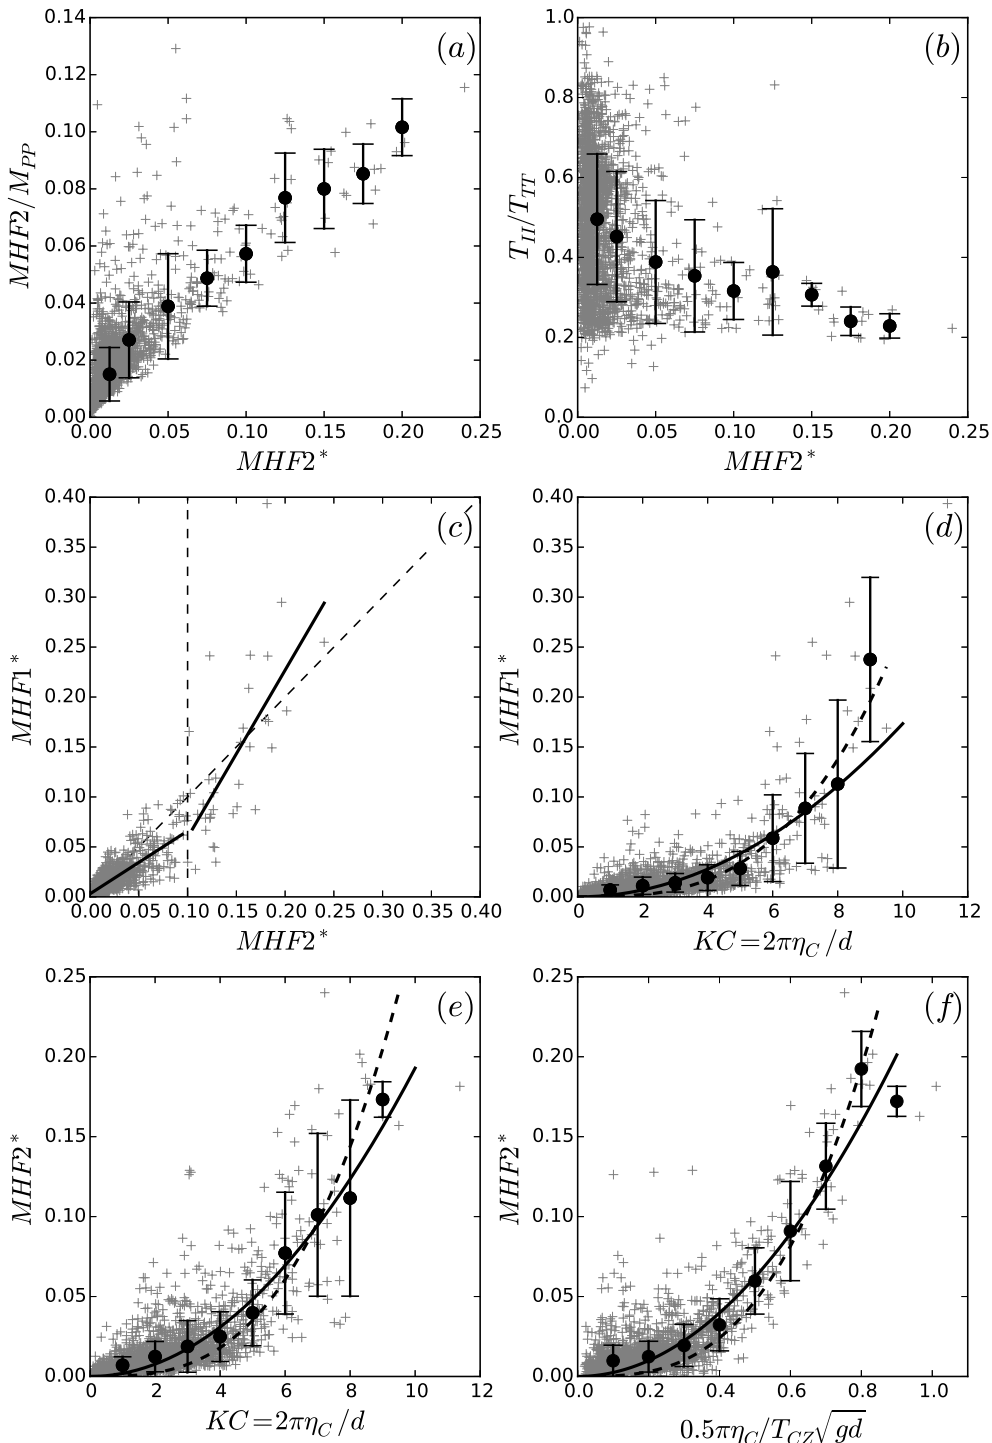 (a)
MHF2/M_PP
0.14
0.12
0.10
0.08
0.06
0.04
0.02
0.00
0.00 0.05 0.10 0.15 0.20 0.25
MHF2*
(b)
T_II/T_TT
1.0
0.8
0.6
0.4
0.2
0.0
0.00 0.05 0.10 0.15 0.20 0.25
MHF2*
(c)
MHF1*
0.40
0.35
0.30
0.25
0.20
0.15
0.10
0.05
0.00
0.00 0.05 0.10 0.15 0.20 0.25 0.30 0.35 0.40
MHF2*
(d)
MHF1*
0.40
0.35
0.30
0.25
0.20
0.15
0.10
0.05
0.00
0 2 4 6 8 10 12
KC=2πη_C/d
(e)
MHF2*
0.25
0.20
0.15
0.10
0.05
0.00
0 2 4 6 8 10 12
KC=2πη_C/d
(f)
MHF2*
0.25
0.20
0.15
0.10
0.05
0.00
0.0 0.2 0.4 0.6 0.8 1.0
0.5πη_C/T_CZ√gd